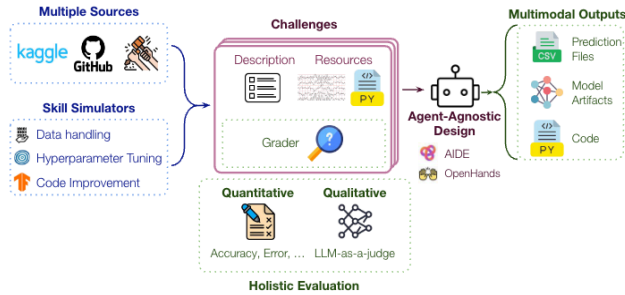 Multiple Sources
kaggle
GitHub
Skill Simulators
Data handling
Hyperparameter Tuning
Code Improvement
Challenges
Description
Resources
</>
PY
Grader
?
Quantitative
Qualitative
Accuracy, Error, ...
LLM-as-a-judge
Holistic Evaluation
Agent-Agnostic
Design
AIDE
OpenHands
Multimodal Outputs
CSV
Prediction
Files
Model
Artifacts
</>
PY
Code